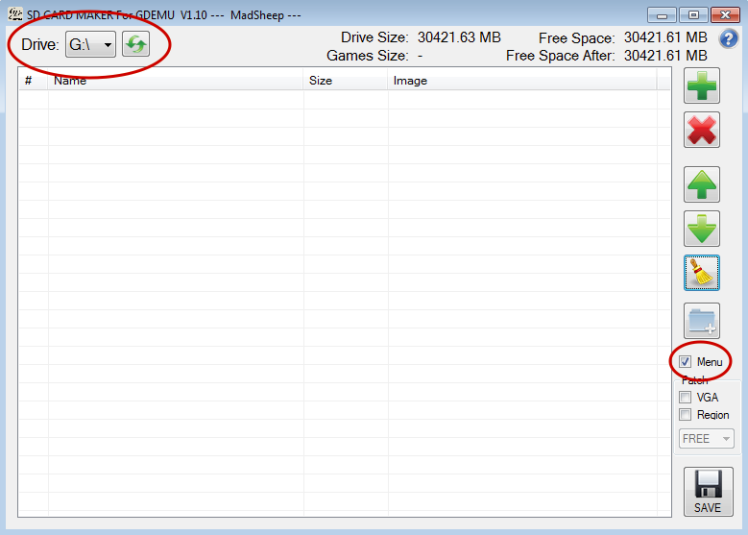 SD CARD MAKER For GDEMU V1.10 --- MadSheep ---
Drive: G:\
Drive Size: 30421.63 MB Free Space: 30421.61 MB
Games Size: - Free Space After: 30421.61 MB
# Name Size Image
Menu
Patch
VGA
Region
FREE
SAVE